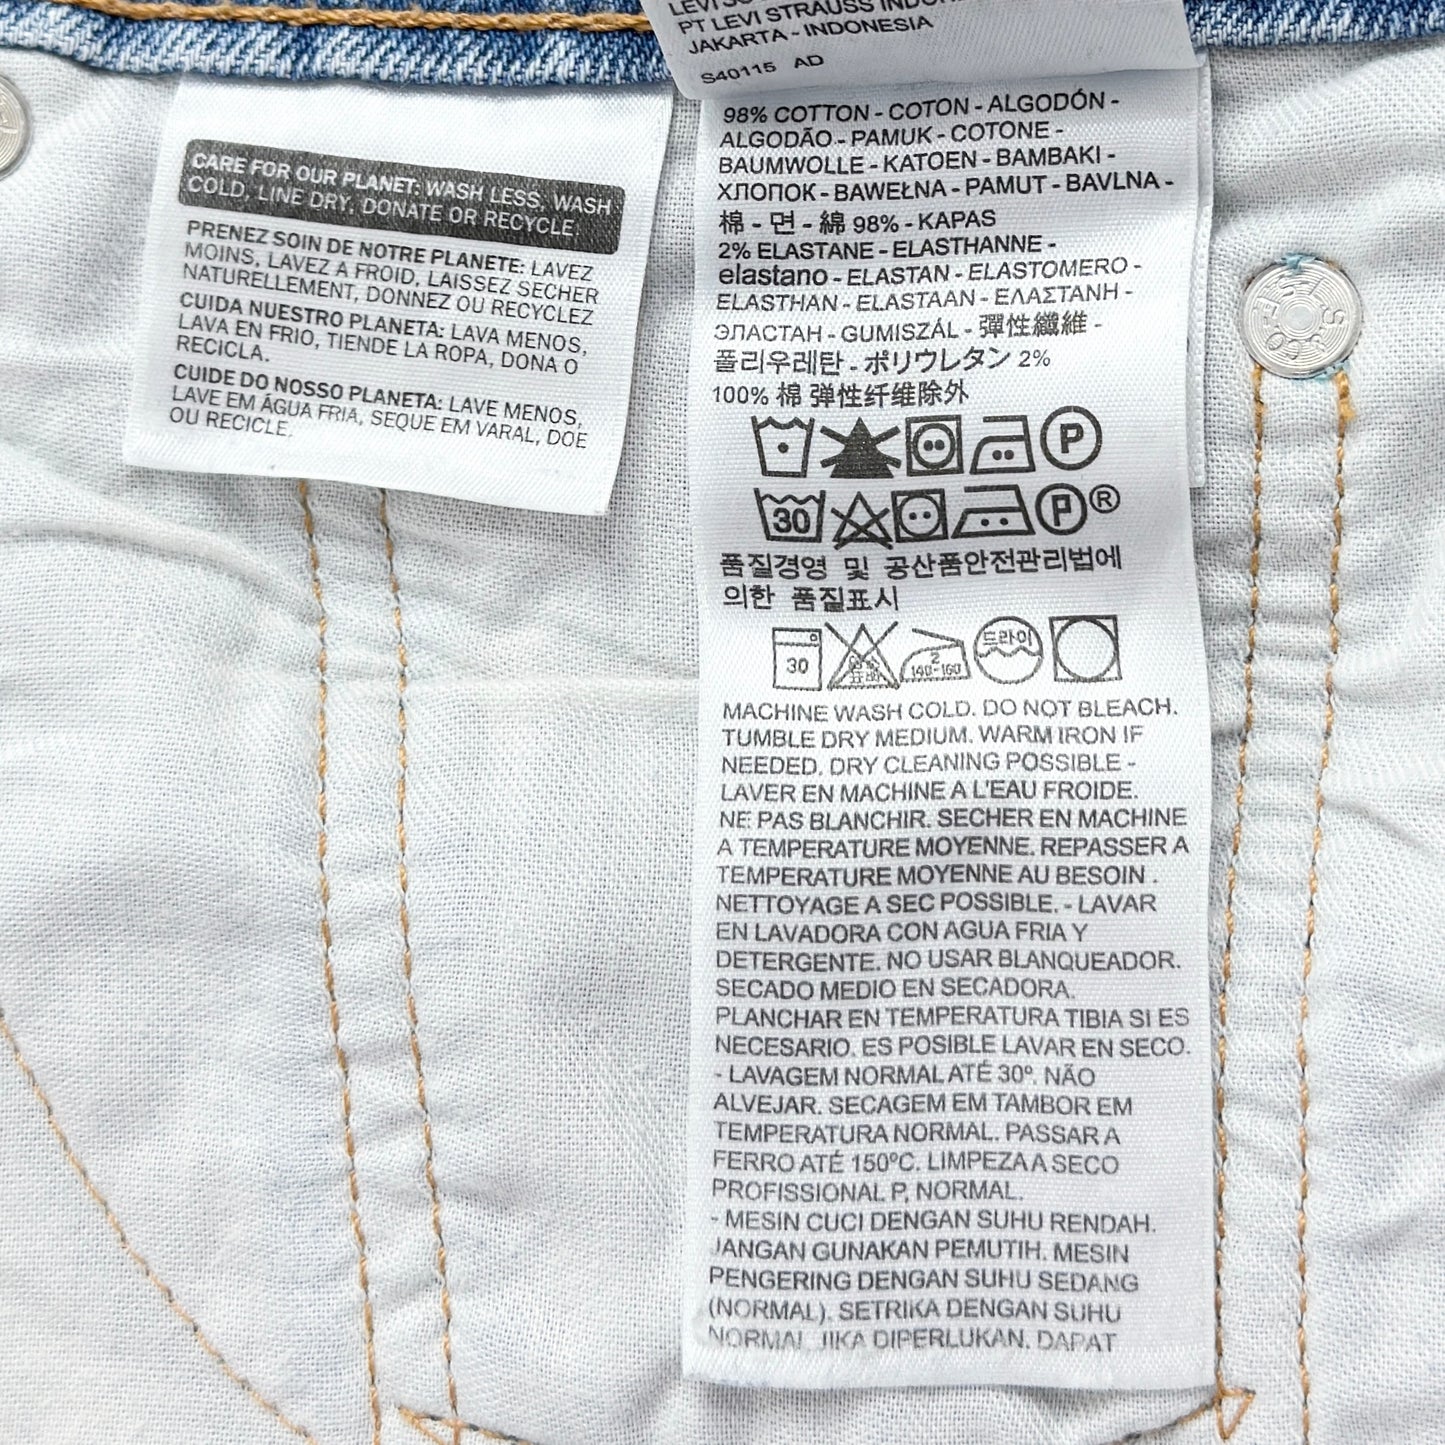 CARE FOR OUR PLANET: WASH LESS, WASH
COLD, LINE DRY, DONATE OR RECYCLE.
PRENEZ SOIN DE NOTRE PLANETE: LAVEZ
MOINS, LAVEZ A FROID, LAISSEZ SECHER
NATURELLEMENT, DONNEZ OU RECYCLEZ
CUIDA NUESTRO PLANETA: LAVA MENOS,
LAVA EN FRIO, TIENDE LA ROPA, DONA O
RECICLA.
CUIDE DO NOSSO PLANETA: LAVE MENOS,
LAVE EM ÁGUA FRIA, SEQUE EM VARAL, DOE
OU RECICLE.
PT LEVI STRAUSS
JAKARTA - INDONESIA
S40115 AD
98% COTTON - COTON - ALGODÓN -
ALGODÃO - PAMUK - COTONE -
BAUMWOLLE - KATOEN - BAMBAKI -
ХЛОПОК - BAWEŁNA - PAMUT - BAVLNA -
棉 - 면 - 綿 98% - KAPAS
2% ELASTANE - ELASTHANNE -
elastano - ELASTAN - ELASTOMERO -
ELASTHAN - ELASTAAN - ΕΛΑΣΤΑΝΗ -
ЭЛАСТАН - GUMISZÁL - 彈性纖維 -
폴리우레탄 - ポリウレタン 2%
100% 棉 弹性纤维除外
P
30 P ®
품질경영 및 공산품안전관리법에
의한 품질표시
30 염소 표백 2 140-160 드라이
MACHINE WASH COLD. DO NOT BLEACH.
TUMBLE DRY MEDIUM. WARM IRON IF
NEEDED. DRY CLEANING POSSIBLE -
LAVER EN MACHINE A L'EAU FROIDE.
NE PAS BLANCHIR. SECHER EN MACHINE
A TEMPERATURE MOYENNE. REPASSER A
TEMPERATURE MOYENNE AU BESOIN .
NETTOYAGE A SEC POSSIBLE. - LAVAR
EN LAVADORA CON AGUA FRIA Y
DETERGENTE. NO USAR BLANQUEADOR.
SECADO MEDIO EN SECADORA.
PLANCHAR EN TEMPERATURA TIBIA SI ES
NECESARIO. ES POSIBLE LAVAR EN SECO.
- LAVAGEM NORMAL ATÉ 30º. NÃO
ALVEJAR. SECAGEM EM TAMBOR EM
TEMPERATURA NORMAL. PASSAR A
FERRO ATÉ 150ºC. LIMPEZA A SECO
PROFISSIONAL P, NORMAL.
- MESIN CUCI DENGAN SUHU RENDAH.
JANGAN GUNAKAN PEMUTIH. MESIN
PENGERING DENGAN SUHU SEDANG
(NORMAL). SETRIKA DENGAN SUHU
NORMAL JIKA DIPERLUKAN. DAPAT